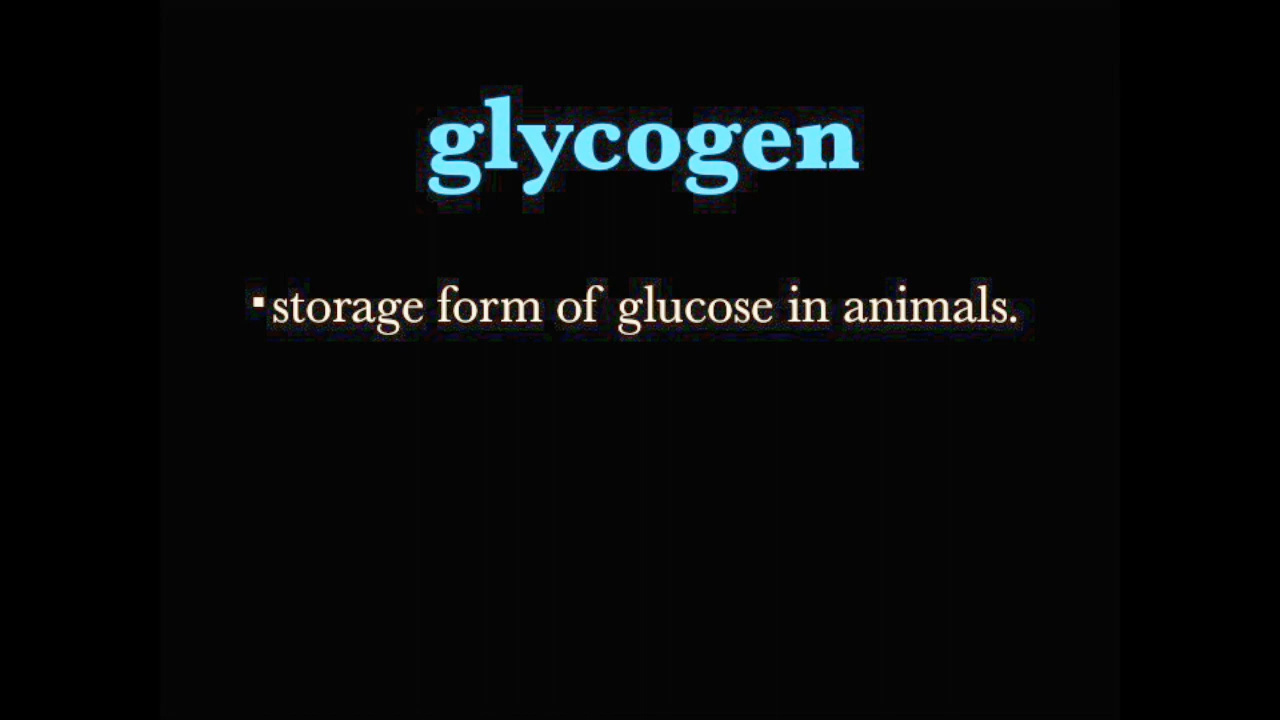 glycogen
▪storage form of glucose in animals.